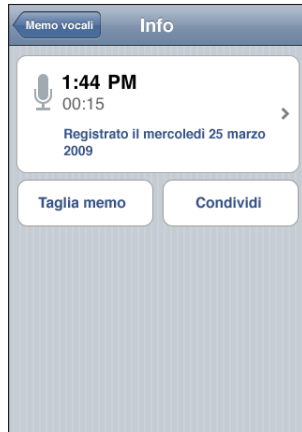 Memo vocali
Info
1:44 PM
00:15
Registrato il mercoledì 25 marzo
2009
Taglia memo
Condividi